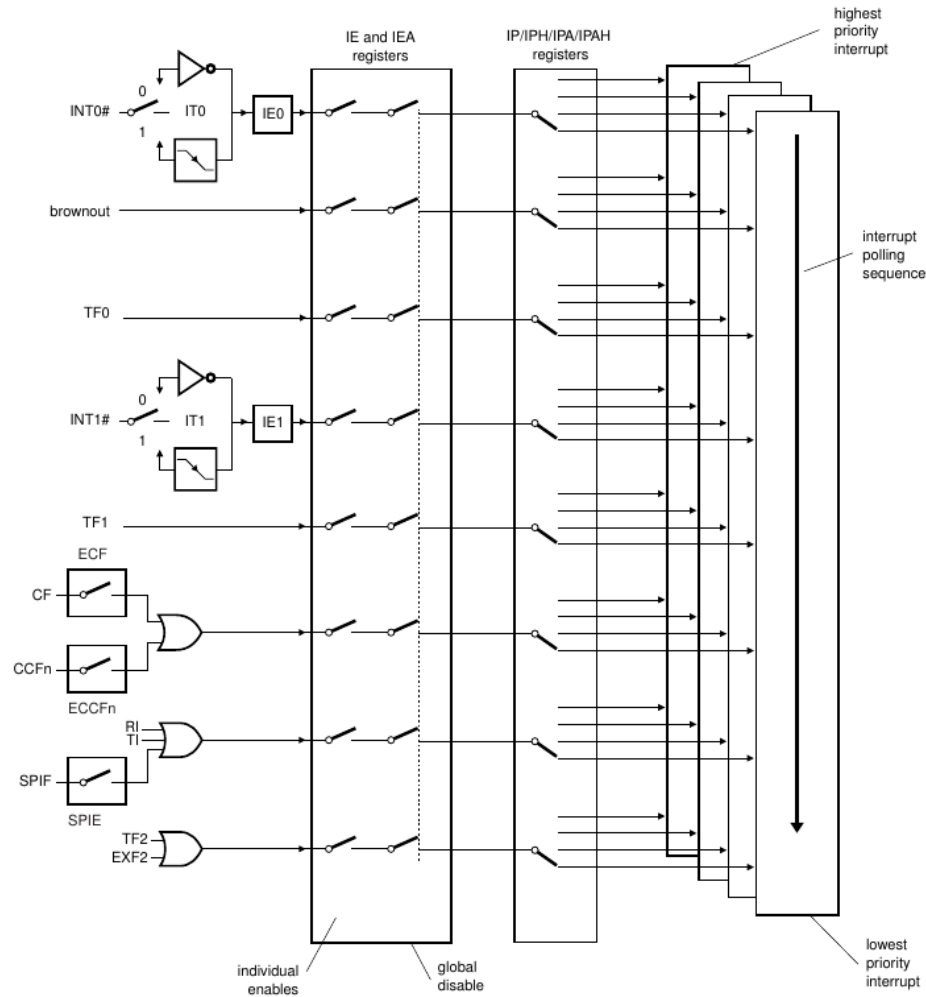 highest
priority
interrupt
IE and IEA
registers
IP/IPH/IPA/IPAH
registers
0
INT0#
IT0
IE0
1
brownout
interrupt
polling
sequence
TF0
0
INT1#
IT1
IE1
1
TF1
ECF
CF
CCFn
ECCFn
RI
TI
SPIF
SPIE
TF2
EXF2
individual
enables
global
disable
lowest
priority
interrupt